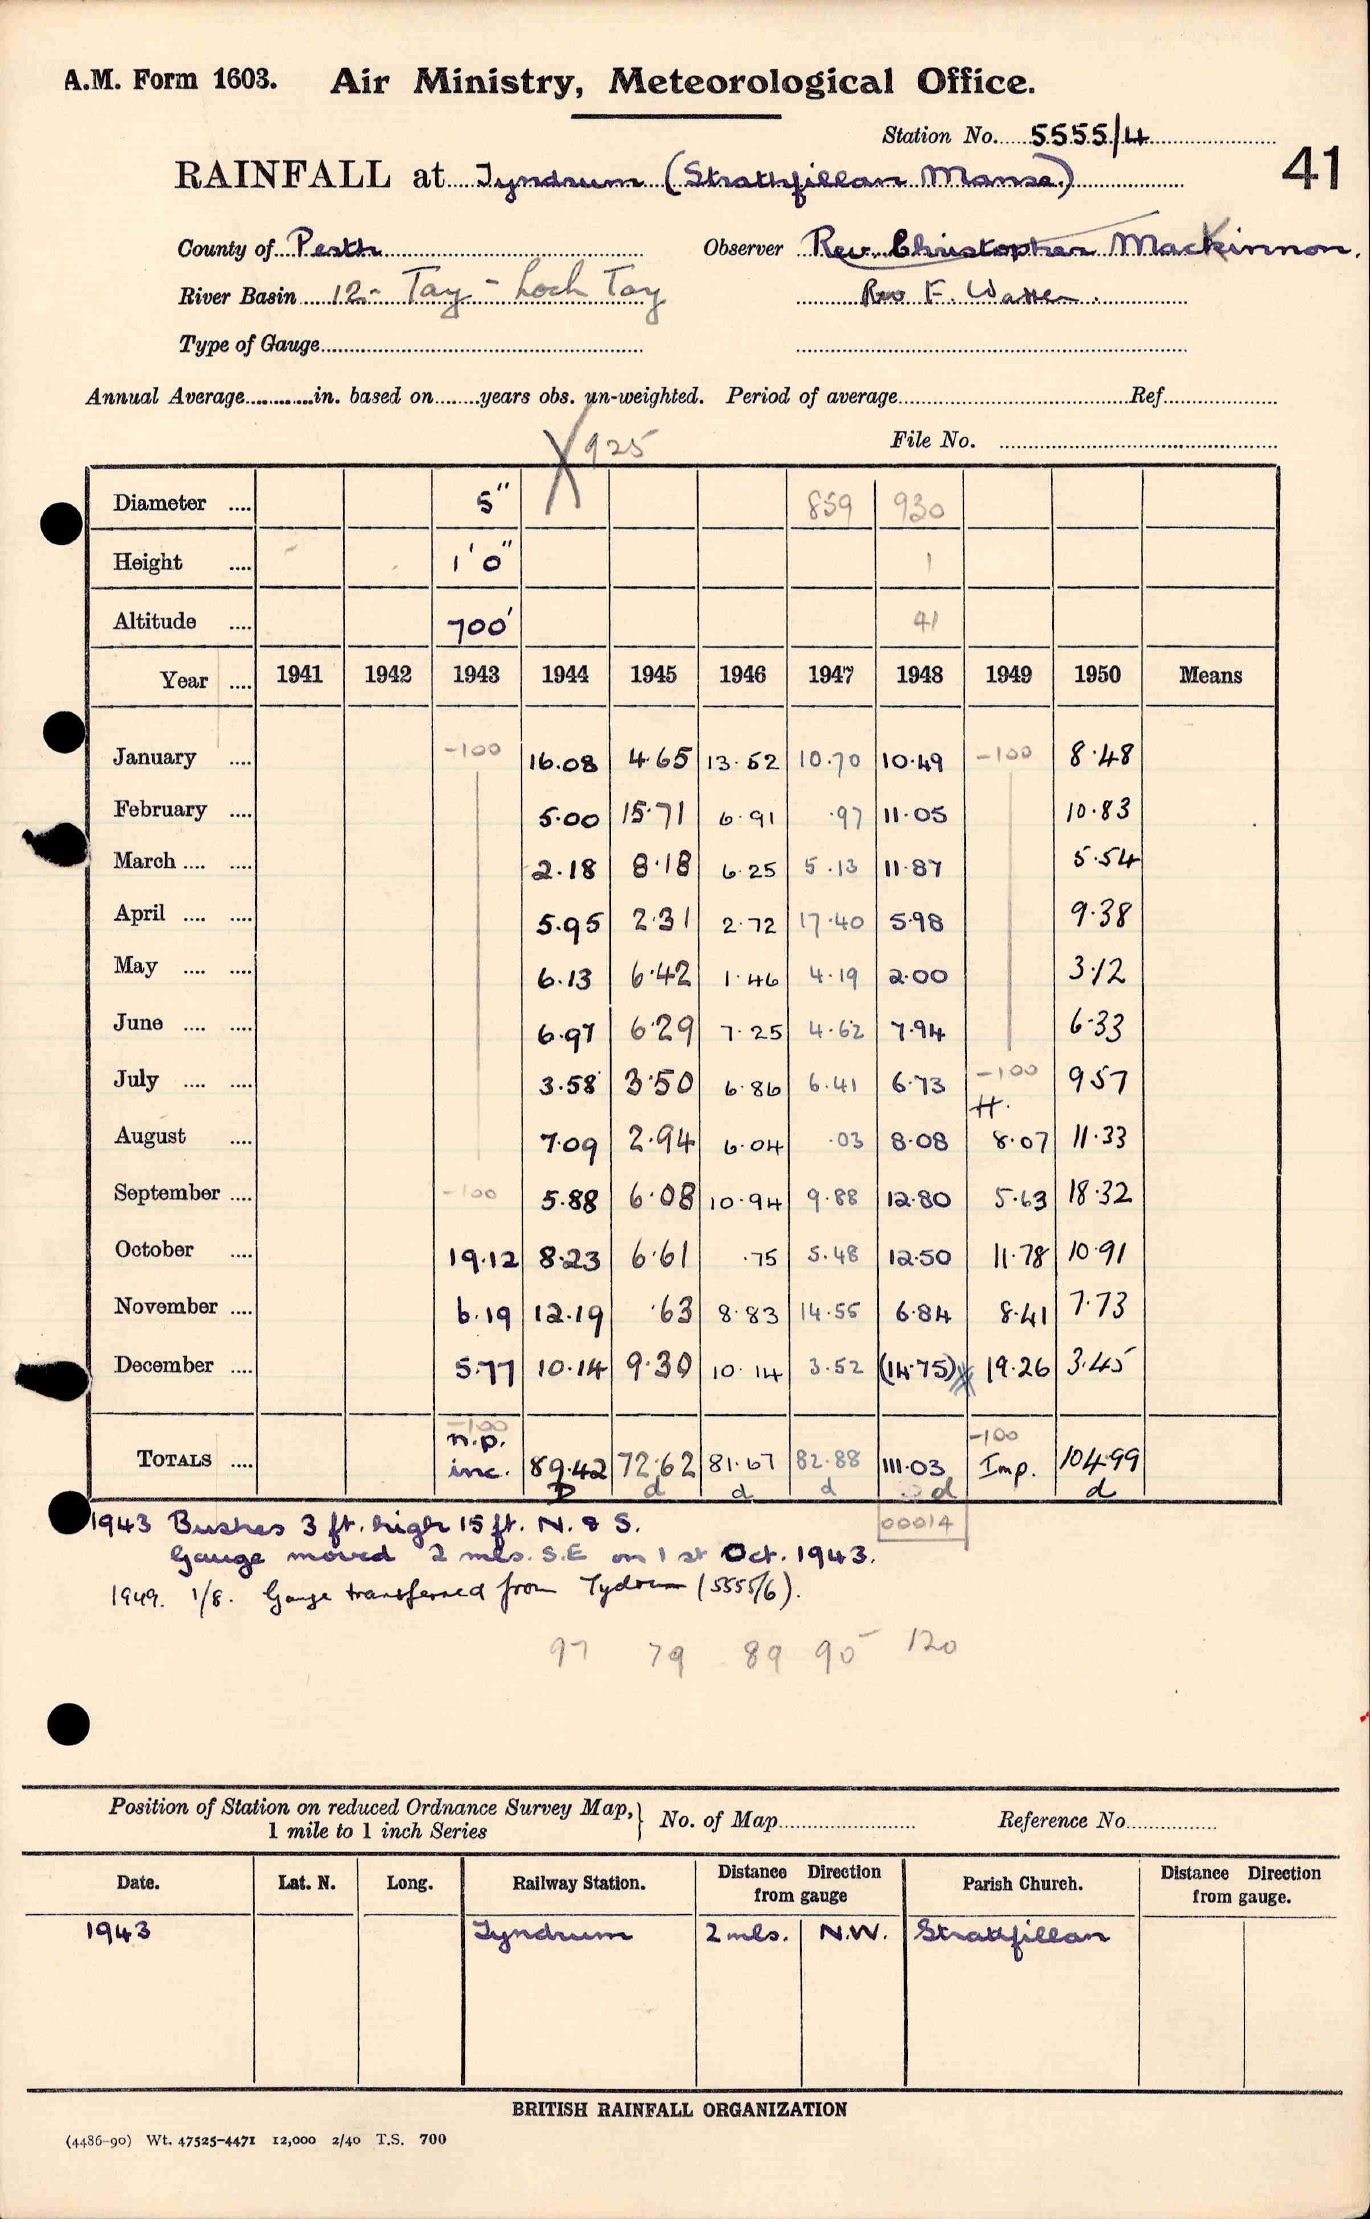 A.M. Form 1603. Air Ministry, Meteorological Office.
Station No. 5555/4
41
RAINFALL at Tyndrum (Strathfillan Manse)
County of Perth Observer Rev. Christopher MacKinnon.
River Basin 12 - Tay - Loch Tay Rev F. Watten.
Type of Gauge
Annual Average in. based on years obs. un-weighted. Period of average Ref.
925 File No.
Diameter .... 5" 859 930
Height .... 1' 0" 1
Altitude .... 700' 41
Year .... 1941 1942 1943 1944 1945 1946 1947 1948 1949 1950 Means
January .... -100 16.08 4.65 13.52 10.70 10.49 -100 8.48
February .... 5.00 15.71 6.91 .97 11.05 10.83
March .... .... 2.18 8.18 6.25 5.13 11.87 5.54
April .... .... 5.95 2.31 2.72 17.40 5.98 9.38
May .... .... 6.13 6.42 1.46 4.19 2.00 3.12
June .... .... 6.97 6.29 7.25 4.62 7.94 6.33
July .... .... 3.58 3.50 6.86 6.41 6.73 -100 957
H.
August .... 7.09 2.94 6.04 .03 8.08 8.07 11.33
September .... -100 5.88 6.08 10.94 9.88 12.80 5.63 18.32
October .... 19.12 8.23 6.61 .75 5.48 12.50 11.78 10.91
November .... 6.19 12.19 .63 8.83 14.55 6.84 8.41 7.73
December .... 5.77 10.14 9.30 10.14 3.52 (14.75) 19.26 3.45
-100 -100
TOTALS .... n.p. inc. 89.42 72.62 81.67 82.88 111.03 Imp. 104.99
D d d d d d
00014
1943 Bushes 3 ft. high 15 ft. N. & S.
Gauge moved 2 mls. S.E on 1st Oct. 1943.
1949. 1/8. Gauge transferred from Tydrum (5555/6).
97 79 89 90 120
Position of Station on reduced Ordnance Survey Map, 1 mile to 1 inch Series } No. of Map Reference No.
Date. Lat. N. Long. Railway Station. Distance Direction from gauge Parish Church. Distance Direction from gauge.
1943 Tyndrum 2 mls. N.W. Strathfillan
BRITISH RAINFALL ORGANIZATION
(4486-90) Wt. 47525-4471 12,000 2/40 T.S. 700